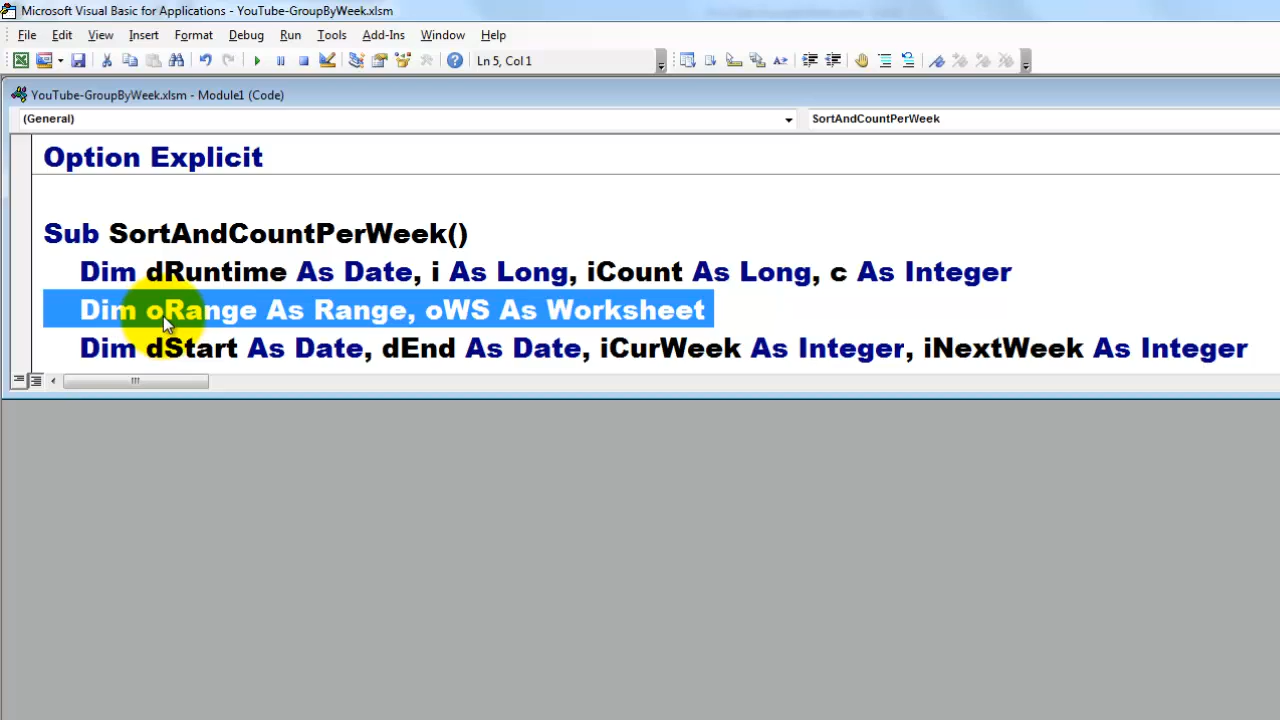 Microsoft Visual Basic for Applications - YouTube-GroupByWeek.xlsm
File Edit View Insert Format Debug Run Tools Add-Ins Window Help
Ln 5, Col 1
YouTube-GroupByWeek.xlsm - Module1 (Code)
(General) SortAndCountPerWeek
Option Explicit
Sub SortAndCountPerWeek()
Dim dRuntime As Date, i As Long, iCount As Long, c As Integer
Dim oRange As Range, oWS As Worksheet
Dim dStart As Date, dEnd As Date, iCurWeek As Integer, iNextWeek As Integer